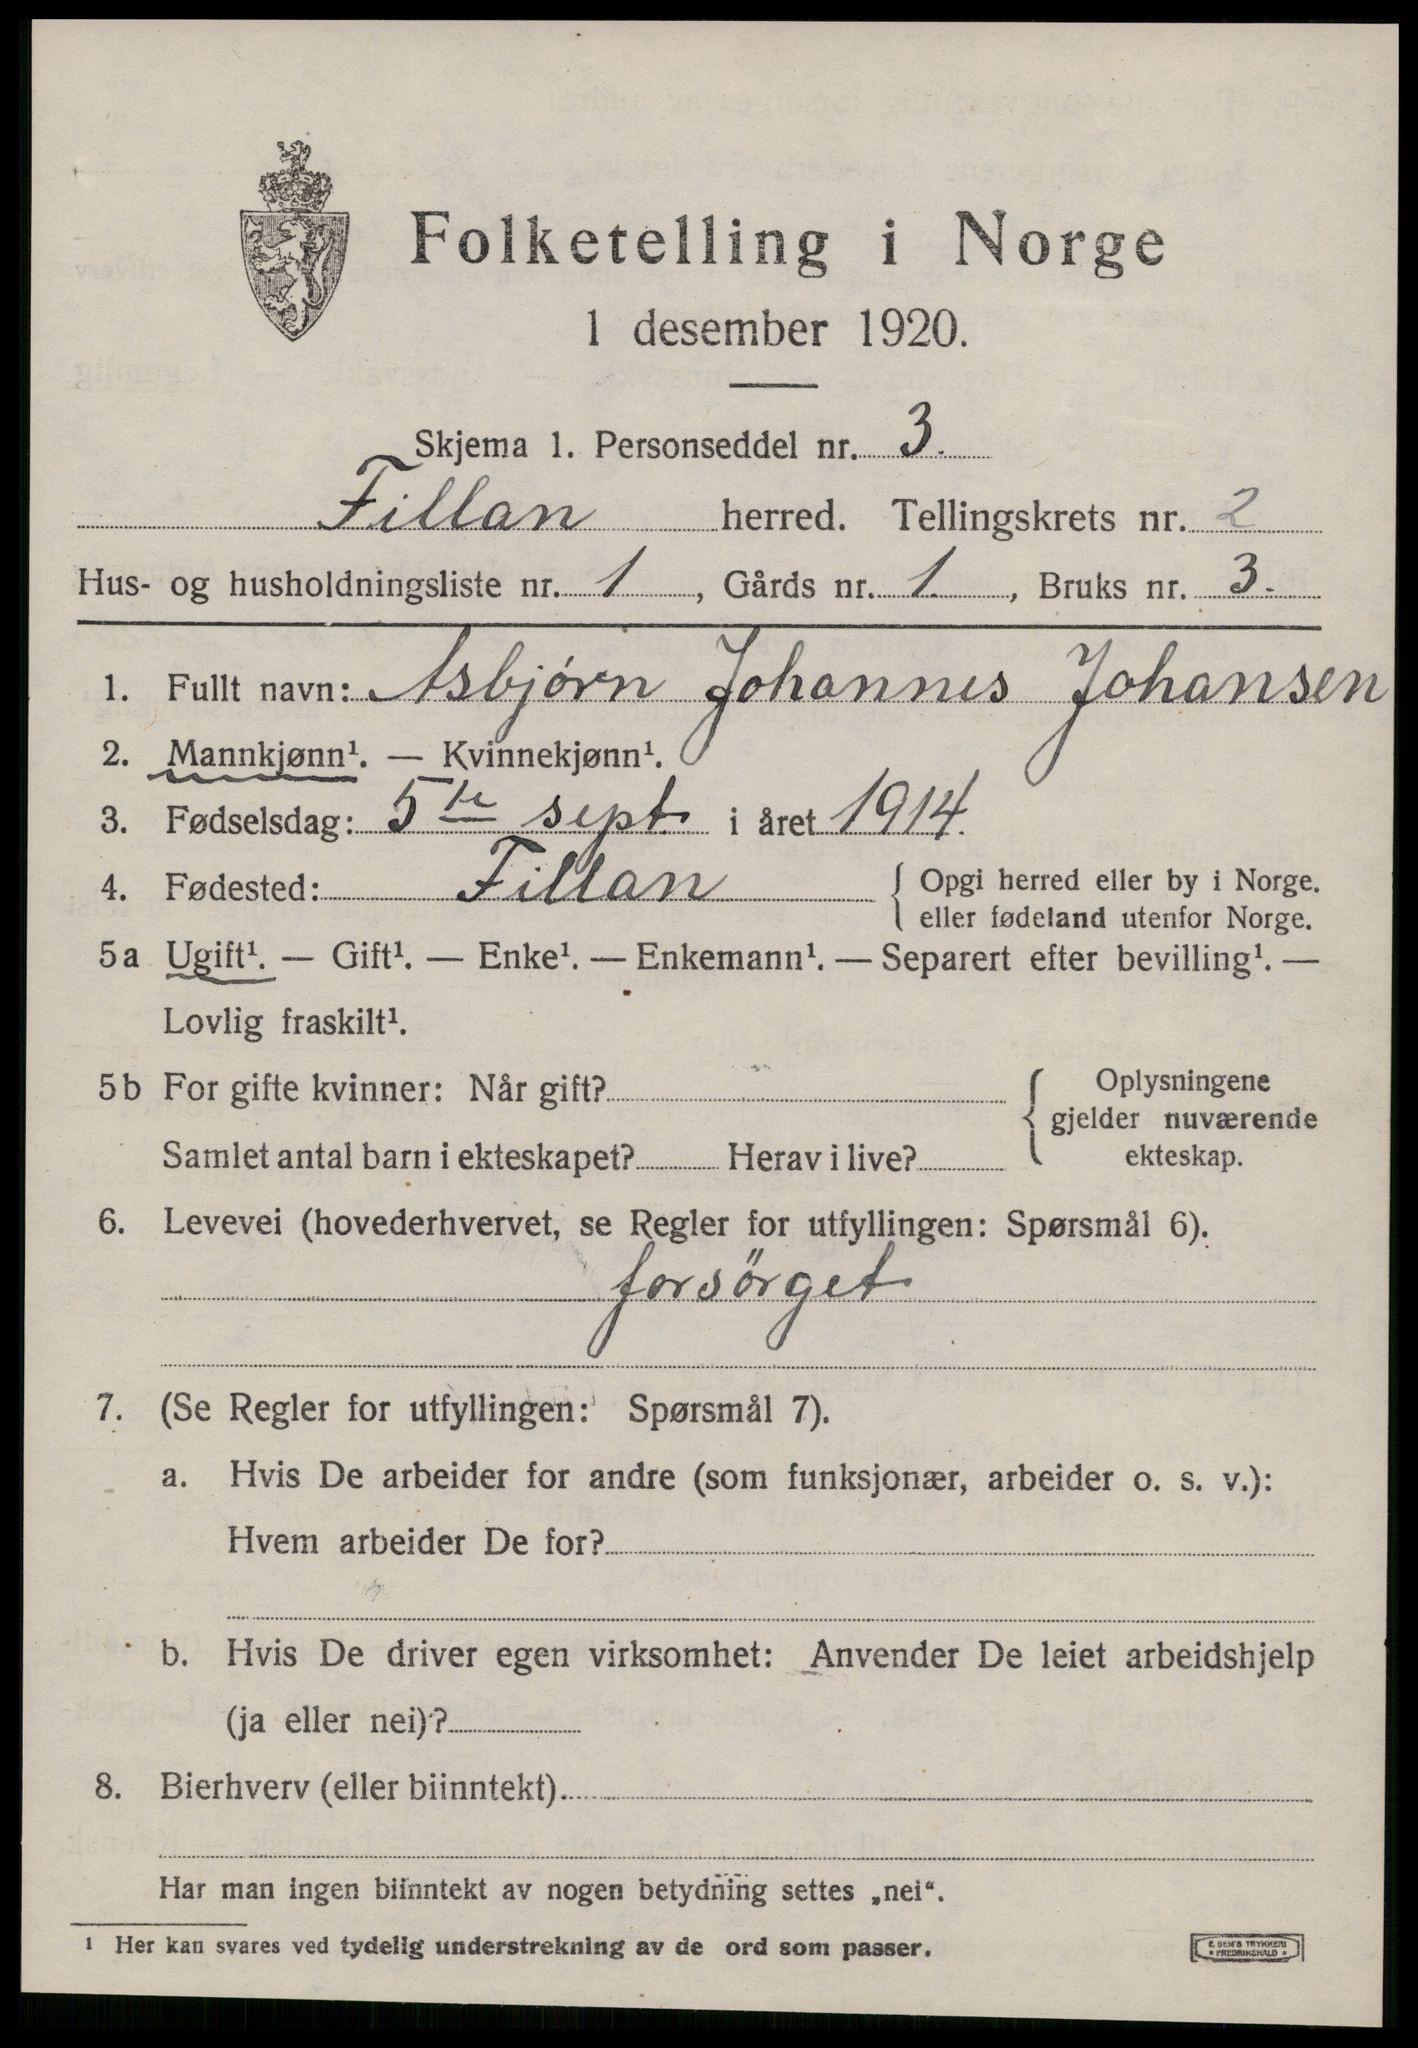 Folketelling i Norge
1 desember 1920.
Skjema 1. Personseddel nr. 3.
Fillan herred. Tellingskrets nr. 2
Hus- og husholdningsliste nr. 1, Gårds nr. 1., Bruks nr. 3.
1. Fullt navn: Asbjørn Johannes Johansen
2. Mannkjønn¹. — Kvinnekjønn¹.
3. Fødselsdag: 5te sept. i året 1914.
4. Fødested: Fillan { Opgi herred eller by i Norge.
eller fødeland utenfor Norge.
5a Ugift¹. — Gift¹. — Enke¹. — Enkemann¹. — Separert efter bevilling¹. —
Lovlig fraskilt¹.
5b For gifte kvinner: Når gift? { Oplysningene
gjelder nuværende
Samlet antal barn i ekteskapet? Herav i live? ekteskap.
6. Levevei (hovederhvervet, se Regler for utfyllingen: Spørsmål 6).
forsörget
7. (Se Regler for utfyllingen: Spørsmål 7).
a. Hvis De arbeider for andre (som funksjonær, arbeider o. s. v.):
Hvem arbeider De for?
b. Hvis De driver egen virksomhet: Anvender De leiet arbeidshjelp
(ja eller nei)?
8. Bierhverv (eller biinntekt)
Har man ingen biinntekt av nogen betydning settes „nei“.
¹ Her kan svares ved tydelig understrekning av de ord som passer.
E. SEM'S TRYKKERI
• FREDRIKSHALD •